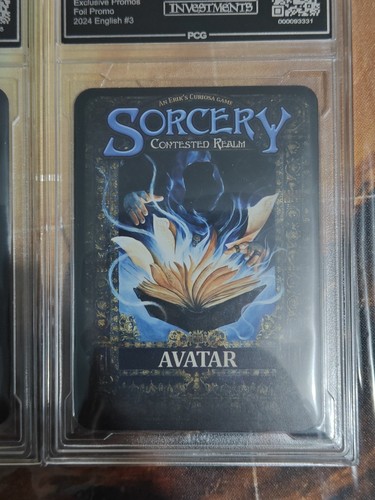 Exclusive Promos
Foil Promo
2024 English #3
INVESTMENTS
000093331
PCG
AN ERIK'S CURIOSA GAME
SORCERY
CONTESTED REALM
AVATAR